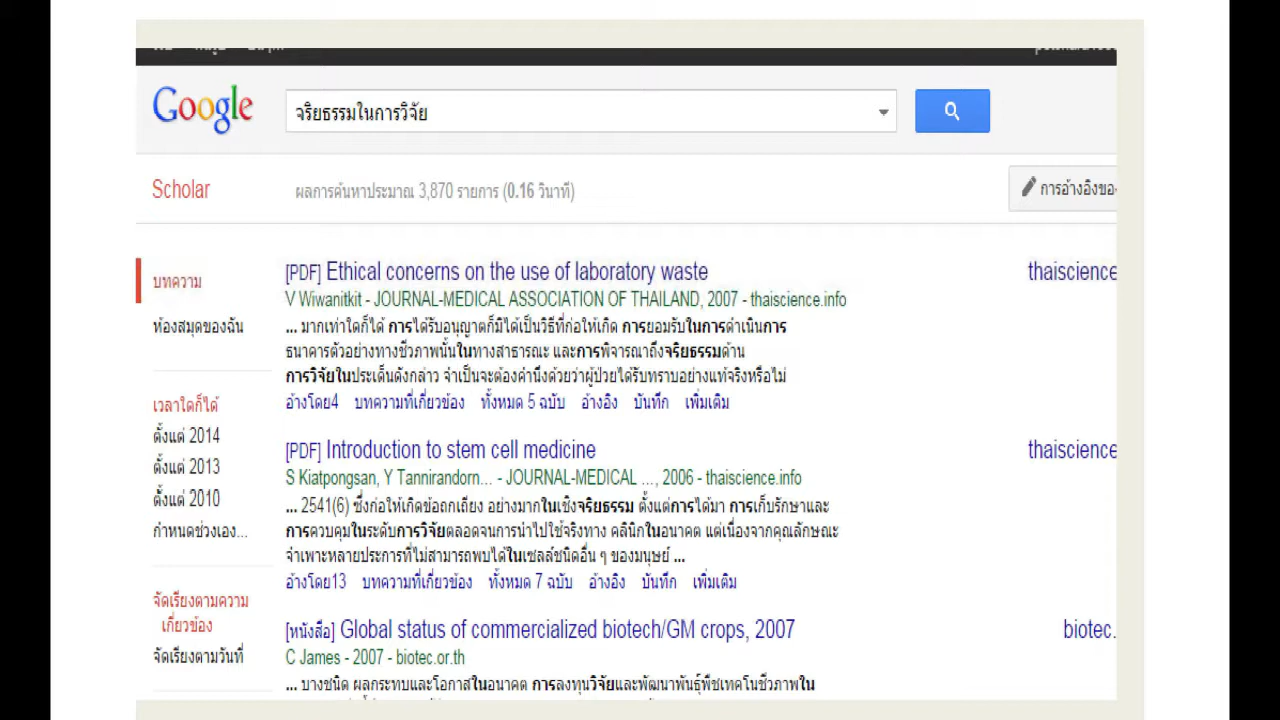 Google
จริยธรรมในการวิจัย
Scholar
ผลการค้นหาประมาณ 3,870 รายการ (0.16 วินาที)
การอ้างอิงของ
บทความ
ห้องสมุดของฉัน
เวลาใดก็ได้
ตั้งแต่ 2014
ตั้งแต่ 2013
ตั้งแต่ 2010
กำหนดช่วงเอง...
จัดเรียงตามความ
เกี่ยวข้อง
จัดเรียงตามวันที่
[PDF] Ethical concerns on the use of laboratory waste
thaiscience
V Wiwanitkit - JOURNAL-MEDICAL ASSOCIATION OF THAILAND, 2007 - thaiscience.info
... มากเท่าใดก็ได้ การได้รับอนุญาตก็มิได้เป็นวิธีที่ก่อให้เกิด การยอมรับในการดำเนินการ
ธนาคารตัวอย่างทางชีวภาพนั้นในทางสาธารณะ และการพิจารณาถึงจริยธรรมด้าน
การวิจัยในประเด็นดังกล่าว จำเป็นจะต้องคำนึงด้วยว่าผู้ป่วยได้รับทราบอย่างแท้จริงหรือไม่
อ้างโดย4 บทความที่เกี่ยวข้อง ทั้งหมด 5 ฉบับ อ้างอิง บันทึก เพิ่มเติม
[PDF] Introduction to stem cell medicine
thaiscience
S Kiatpongsan, Y Tannirandorn... - JOURNAL-MEDICAL ..., 2006 - thaiscience.info
... 2541(6) ซึ่งก่อให้เกิดข้อถกเถียง อย่างมากในเชิงจริยธรรม ตั้งแต่การได้มา การเก็บรักษาและ
การควบคุมในระดับการวิจัยตลอดจนการนำไปใช้จริงทาง คลินิกในอนาคต แต่เนื่องจากคุณลักษณะ
จำเพาะหลายประการที่ไม่สามารถพบได้ในเซลล์ชนิดอื่น ๆ ของมนุษย์ ...
อ้างโดย13 บทความที่เกี่ยวข้อง ทั้งหมด 7 ฉบับ อ้างอิง บันทึก เพิ่มเติม
[หนังสือ] Global status of commercialized biotech/GM crops, 2007
biotec.
C James - 2007 - biotec.or.th
... บางชนิด ผลกระทบและโอกาสในอนาคต การลงทุนวิจัยและพัฒนาพันธุ์พืชเทคโนโลยีชีวภาพใน